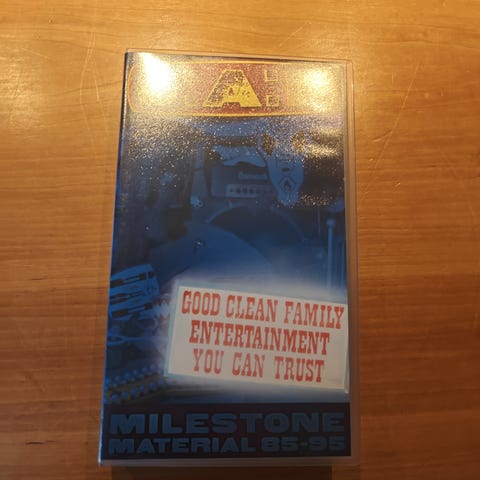 GOOD CLEAN FAMILY
ENTERTAINMENT
YOU CAN TRUST
MILESTONE
MATERIAL 85-95